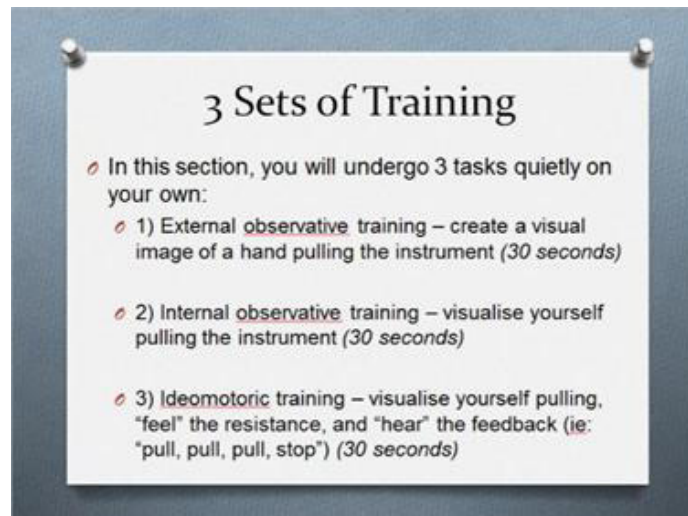 3 Sets of Training
In this section, you will undergo 3 tasks quietly on
your own:
1) External observative training – create a visual
image of a hand pulling the instrument (30 seconds)
2) Internal observative training – visualise yourself
pulling the instrument (30 seconds)
3) Ideomotoric training – visualise yourself pulling,
“feel” the resistance, and “hear” the feedback (ie:
“pull, pull, pull, stop”) (30 seconds)